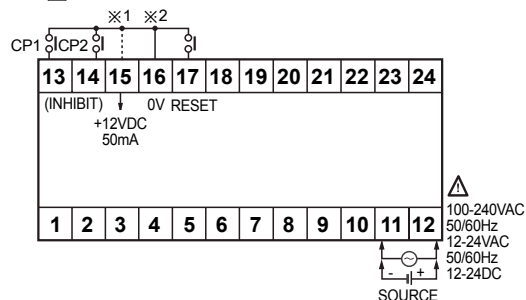 ※1 ※2
CP1 CP2
13 14 15 16 17 18 19 20 21 22 23 24
(INHIBIT) 0V RESET
+12VDC
50mA
1 2 3 4 5 6 7 8 9 10 11 12
100-240VAC
50/60Hz
12-24VAC
50/60Hz
12-24DC
- +
SOURCE